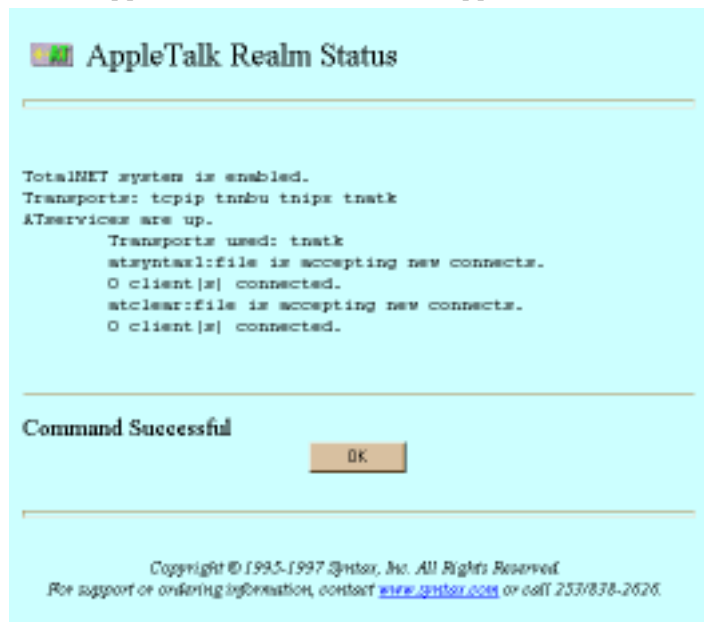 AppleTalk Realm Status
TotalNET system is enabled.
Transports: tcpip tnnbu tnipx tnatk
ATservices are up.
Transports used: tnatk
atsyntax1:file is accepting new connects.
0 client(s) connected.
atclear:file is accepting new connects.
0 client(s) connected.
Command Successful
OK
Copyright © 1995-1997 Syntax, Inc. All Rights Reserved.
For support or ordering information, contact www.syntax.com or call 253/838-2626.